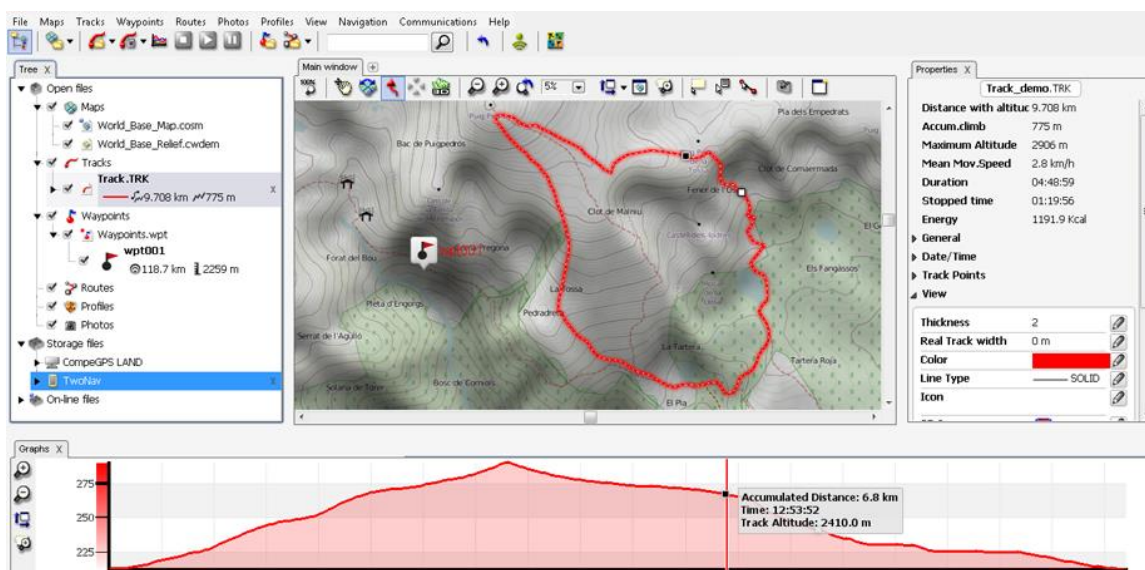 File Maps Tracks Waypoints Routes Photos Profiles View Navigation Communications Help
Tree X
Open files
Maps
World_Base_Map.cosm
World_Base_Relief.cwdem
Tracks
Track.TRK
9.708 km 775 m
X
Waypoints
Waypoints.wpt
wpt001
118.7 km 2259 m
Routes
Profiles
Photos
Storage files
CompeGPS LAND
TwoNav
X
On-line files
Main window
100%
5%
Pla dels Empedrats
Bac de Puigpedrós
Clot de Comaermada
Clot de Malniu
Forat del Bou
Els Fangassos
La Fossa
Pleta d'Engorgs
Pedradreta
Serrat de l'Agulló
La Tartera
Tartera Roja
Solana de Torer
El Pla
Properties X
Track_demo.TRK
Distance with altituc 9.708 km
Accum.climb 775 m
Maximum Altitude 2906 m
Mean Mov.Speed 2.8 km/h
Duration 04:48:59
Stopped time 01:19:56
Energy 1191.9 Kcal
General
Date/Time
Track Points
View
Thickness 2
Real Track width 0 m
Color
Line Type SOLID
Icon
Graphs X
275
250
225
Accumulated Distance: 6.8 km
Time: 12:53:52
Track Altitude: 2410.0 m